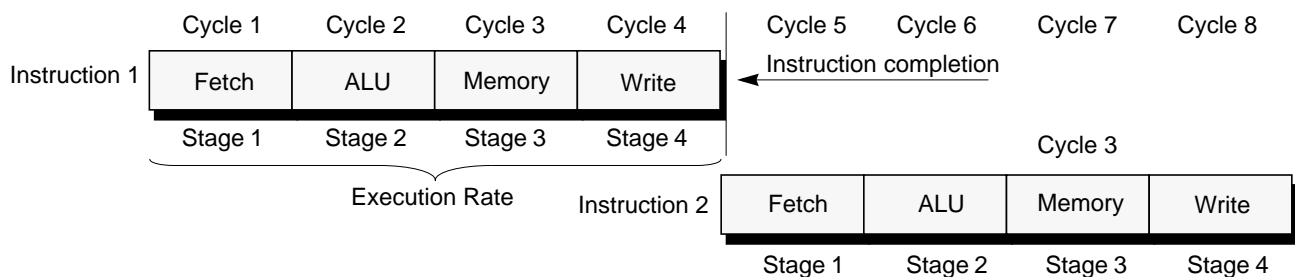 Cycle 1 Cycle 2 Cycle 3 Cycle 4 Cycle 5 Cycle 6 Cycle 7 Cycle 8
Instruction 1 Fetch ALU Memory Write Instruction completion
Stage 1 Stage 2 Stage 3 Stage 4
Cycle 3
Execution Rate
Instruction 2 Fetch ALU Memory Write
Stage 1 Stage 2 Stage 3 Stage 4